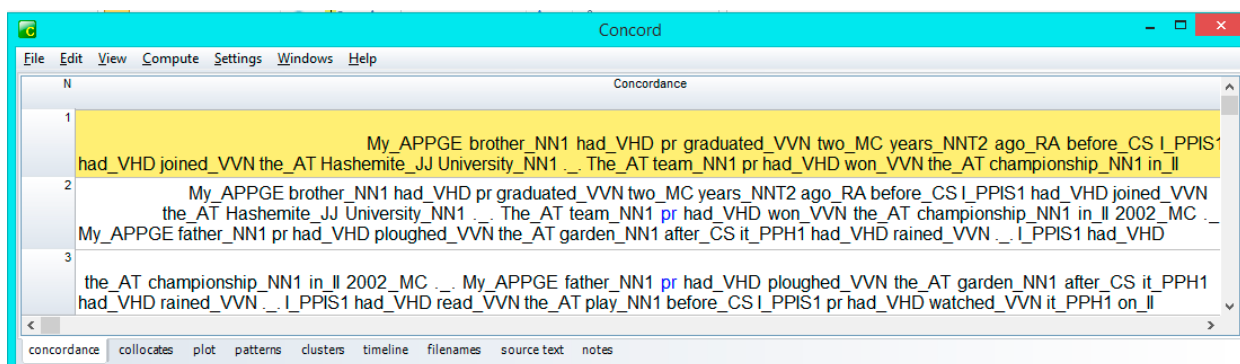 Concord
File Edit View Compute Settings Windows Help
N Concordance
1 My_APPGE brother_NN1 had_VHD pr graduated_VVN two_MC years_NNT2 ago_RA before_CS I_PPIS1
had_VHD joined_VVN the_AT Hashemite_JJ University_NN1 ._. The_AT team_NN1 pr had_VHD won_VVN the_AT championship_NN1 in_II
2 My_APPGE brother_NN1 had_VHD pr graduated_VVN two_MC years_NNT2 ago_RA before_CS I_PPIS1 had_VHD joined_VVN
the_AT Hashemite_JJ University_NN1 ._. The_AT team_NN1 pr had_VHD won_VVN the_AT championship_NN1 in_II 2002_MC ._.
My_APPGE father_NN1 pr had_VHD ploughed_VVN the_AT garden_NN1 after_CS it_PPH1 had_VHD rained_VVN ._. I_PPIS1 had_VHD
3 the_AT championship_NN1 in_II 2002_MC ._. My_APPGE father_NN1 pr had_VHD ploughed_VVN the_AT garden_NN1 after_CS it_PPH1
had_VHD rained_VVN ._. I_PPIS1 had_VHD read_VVN the_AT play_NN1 before_CS I_PPIS1 pr had_VHD watched_VVN it_PPH1 on_II
concordance collocates plot patterns clusters timeline filenames source text notes